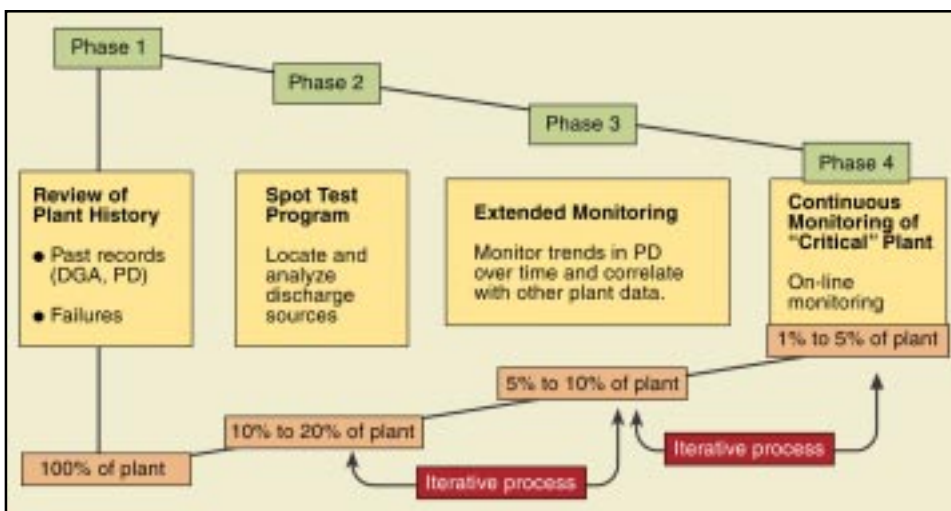 Phase 1
Phase 2
Phase 3
Phase 4
Review of
Plant History
● Past records
(DGA, PD)
● Failures
Spot Test
Program
Locate and
analyze
discharge
sources
Extended Monitoring
Monitor trends in PD
over time and correlate
with other plant data.
Continuous
Monitoring of
“Critical” Plant
On-line
monitoring
1% to 5% of plant
5% to 10% of plant
10% to 20% of plant
100% of plant
Iterative process
Iterative process